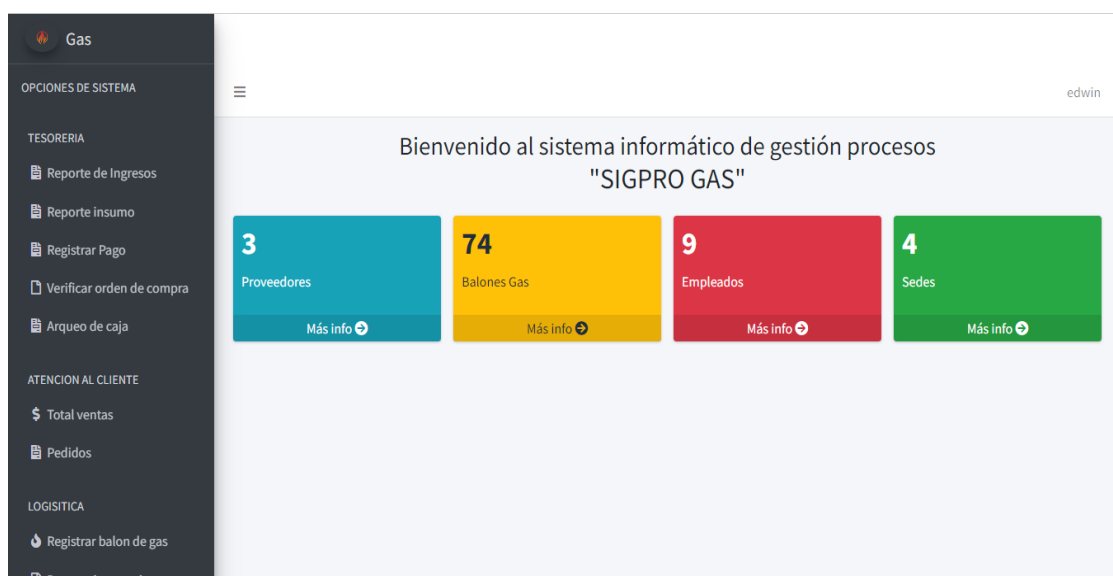 Gas
OPCIONES DE SISTEMA
TESORERIA
Reporte de Ingresos
Reporte insumo
Registrar Pago
Verificar orden de compra
Arqueo de caja
ATENCION AL CLIENTE
Total ventas
Pedidos
LOGISITICA
Registrar balon de gas
edwin
Bienvenido al sistema informático de gestión procesos
"SIGPRO GAS"
3
Proveedores
Más info
74
Balones Gas
Más info
9
Empleados
Más info
4
Sedes
Más info